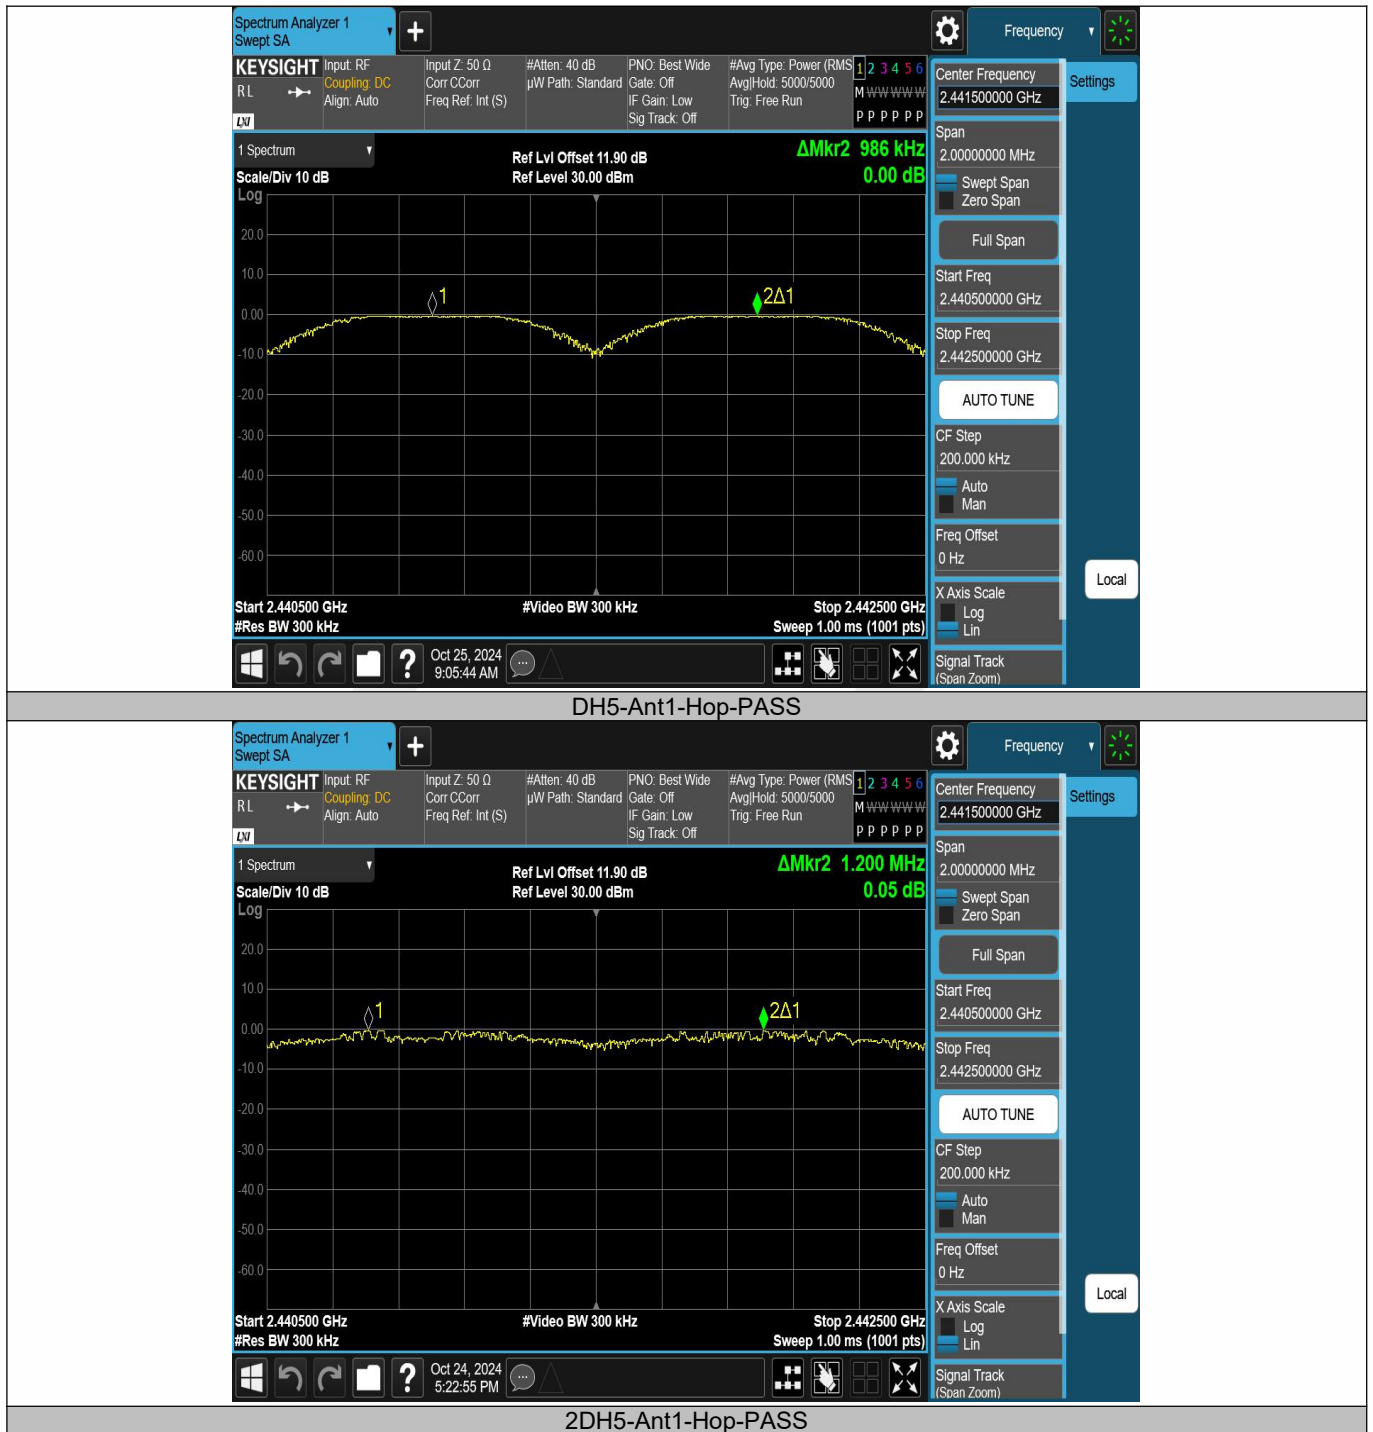 Spectrum Analyzer 1
Swept SA
Frequency
KEYSIGHT
R L
LXI
Input: RF
Coupling: DC
Align: Auto
Input Z: 50 Ω
Corr CCorr
Freq Ref: Int (S)
#Atten: 40 dB
µW Path: Standard
PNO: Best Wide
Gate: Off
IF Gain: Low
Sig Track: Off
#Avg Type: Power (RMS
Avg|Hold: 5000/5000
Trig: Free Run
1 2 3 4 5 6
M W W W W W
P P P P P P
Center Frequency
2.441500000 GHz
Settings
1 Spectrum
Scale/Div 10 dB
Ref Lvl Offset 11.90 dB
Ref Level 30.00 dBm
ΔMkr2 986 kHz
0.00 dB
Log
20.0
10.0
0.00
-10.0
-20.0
-30.0
-40.0
-50.0
-60.0
1
2Δ1
Span
2.00000000 MHz
Swept Span
Zero Span
Full Span
Start Freq
2.440500000 GHz
Stop Freq
2.442500000 GHz
AUTO TUNE
CF Step
200.000 kHz
Auto
Man
Freq Offset
0 Hz
X Axis Scale
Log
Lin
Signal Track
(Span Zoom)
Local
Start 2.440500 GHz
#Video BW 300 kHz
Stop 2.442500 GHz
#Res BW 300 kHz
Sweep 1.00 ms (1001 pts)
?
Oct 25, 2024
9:05:44 AM
DH5-Ant1-Hop-PASS
Spectrum Analyzer 1
Swept SA
Frequency
KEYSIGHT
R L
LXI
Input: RF
Coupling: DC
Align: Auto
Input Z: 50 Ω
Corr CCorr
Freq Ref: Int (S)
#Atten: 40 dB
µW Path: Standard
PNO: Best Wide
Gate: Off
IF Gain: Low
Sig Track: Off
#Avg Type: Power (RMS
Avg|Hold: 5000/5000
Trig: Free Run
1 2 3 4 5 6
M W W W W W
P P P P P P
Center Frequency
2.441500000 GHz
Settings
1 Spectrum
Scale/Div 10 dB
Ref Lvl Offset 11.90 dB
Ref Level 30.00 dBm
ΔMkr2 1.200 MHz
0.05 dB
Log
20.0
10.0
0.00
-10.0
-20.0
-30.0
-40.0
-50.0
-60.0
1
2Δ1
Span
2.00000000 MHz
Swept Span
Zero Span
Full Span
Start Freq
2.440500000 GHz
Stop Freq
2.442500000 GHz
AUTO TUNE
CF Step
200.000 kHz
Auto
Man
Freq Offset
0 Hz
X Axis Scale
Log
Lin
Signal Track
(Span Zoom)
Local
Start 2.440500 GHz
#Video BW 300 kHz
Stop 2.442500 GHz
#Res BW 300 kHz
Sweep 1.00 ms (1001 pts)
?
Oct 24, 2024
5:22:55 PM
2DH5-Ant1-Hop-PASS